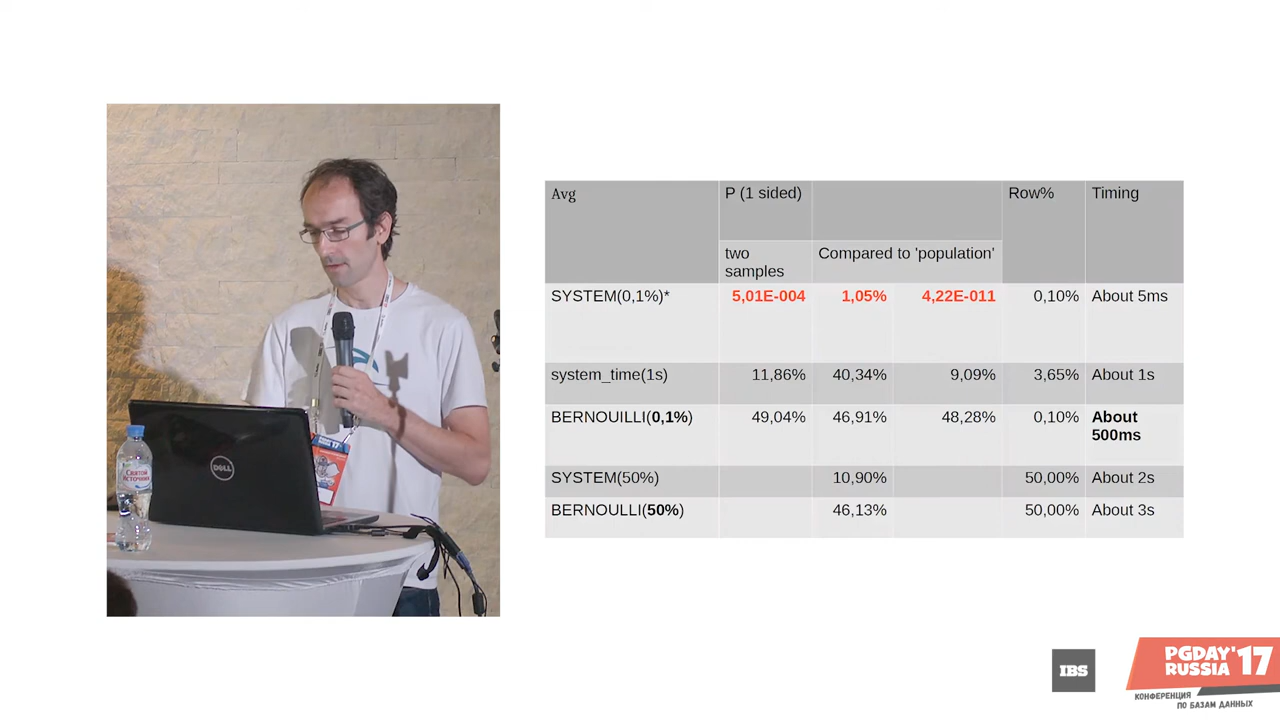 Avg P (1 sided) Row% Timing
two samples Compared to 'population'
SYSTEM(0,1%)* 5,01E-004 1,05% 4,22E-011 0,10% About 5ms
system_time(1s) 11,86% 40,34% 9,09% 3,65% About 1s
BERNOUILLI(0,1%) 49,04% 46,91% 48,28% 0,10% About 500ms
SYSTEM(50%) 10,90% 50,00% About 2s
BERNOULLI(50%) 46,13% 50,00% About 3s
DELL
СВЯТОЙ
ИСТОЧНИК
IBS
PGDAY'17
RUSSIA
КОНФЕРЕНЦИЯ
ПО БАЗАМ ДАННЫХ